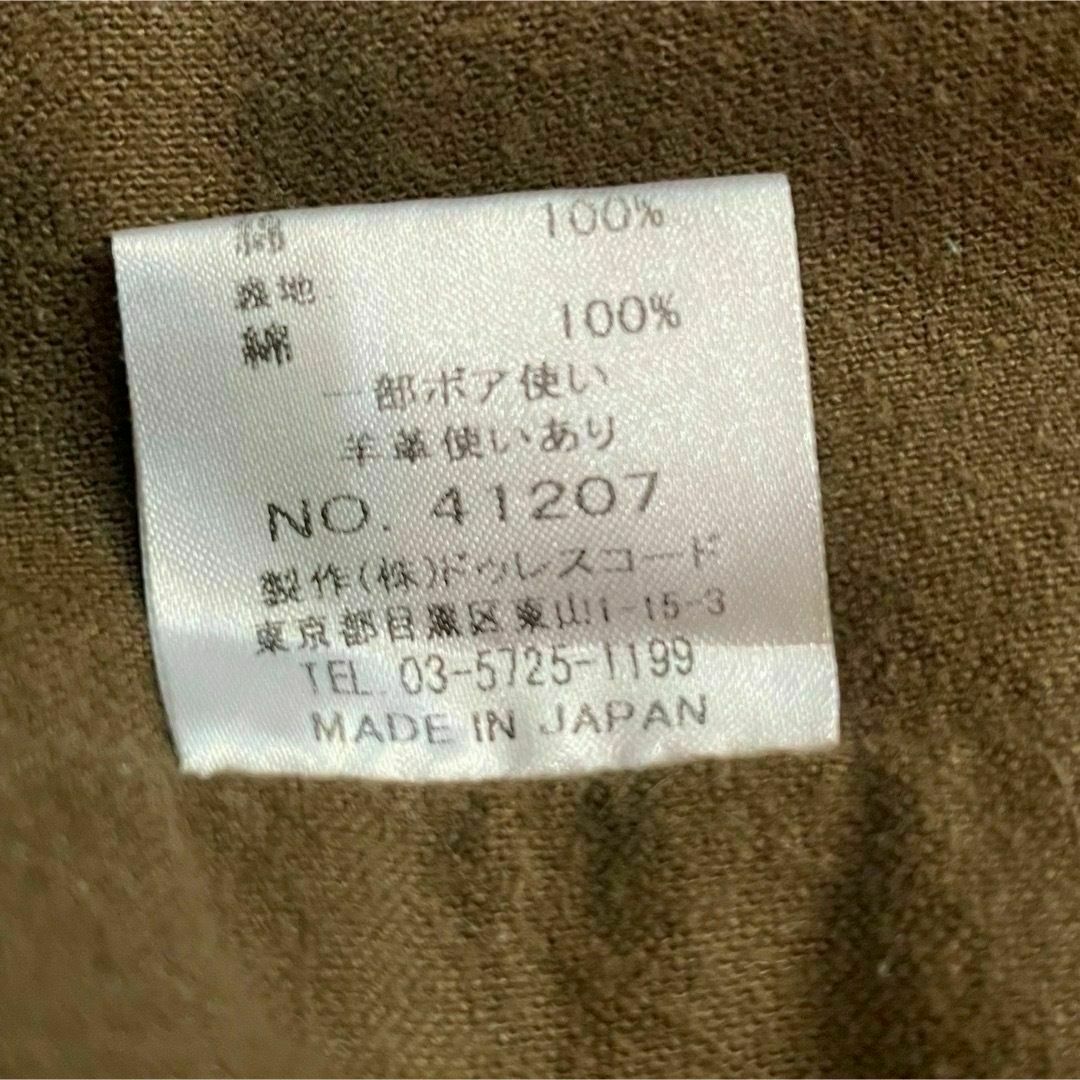 綿 100%
表地
綿 100%
一部ボア使い
羊革使いあり
NO. 41207
製作(株)ドゥレスコード
東京都目黒区東山1-15-3
TEL. 03-5725-1199
MADE IN JAPAN